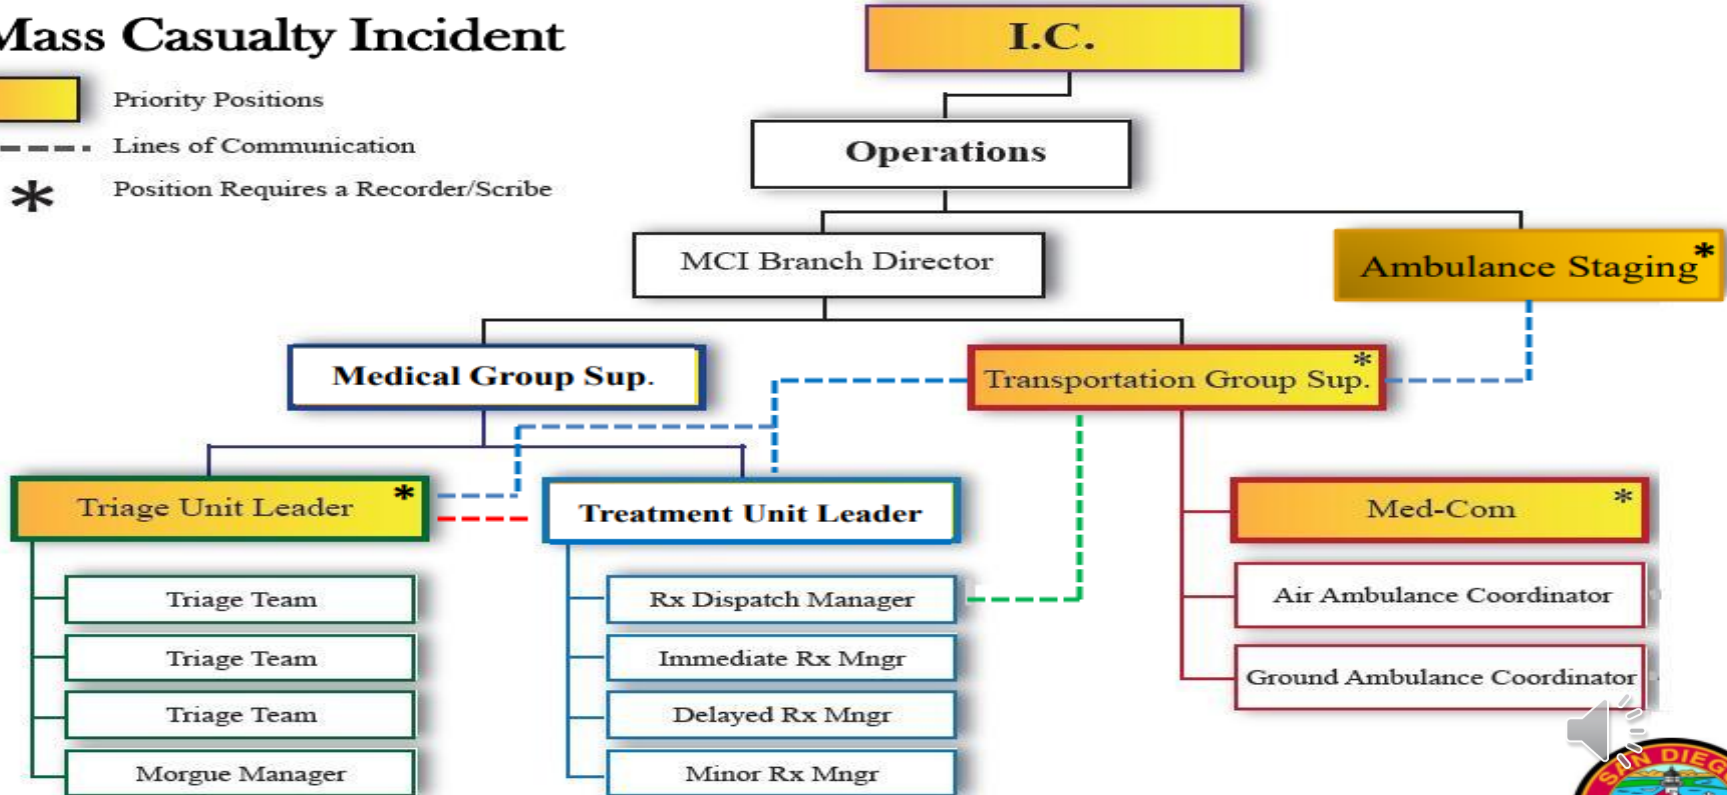 Mass Casualty Incident
I.C.
Priority Positions
Lines of Communication
* Position Requires a Recorder/Scribe
Operations
MCI Branch Director
Ambulance Staging*
Medical Group Sup.
Transportation Group Sup. *
Triage Unit Leader *
Treatment Unit Leader
Med-Com *
Triage Team
Triage Team
Triage Team
Morgue Manager
Rx Dispatch Manager
Immediate Rx Mngr
Delayed Rx Mngr
Minor Rx Mngr
Air Ambulance Coordinator
Ground Ambulance Coordinator
SAN DIEG